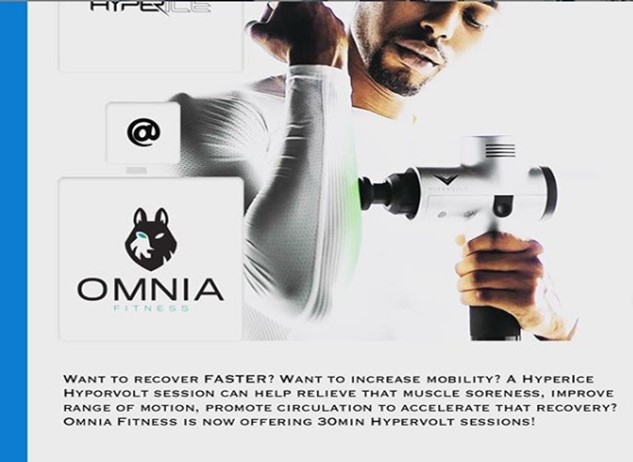 HYPERICE
@
OMNIA
FITNESS
WANT TO RECOVER FASTER? WANT TO INCREASE MOBILITY? A HYPERICE
HYPORVOLT SESSION CAN HELP RELIEVE THAT MUSCLE SORENESS, IMPROVE
RANGE OF MOTION, PROMOTE CIRCULATION TO ACCELERATE THAT RECOVERY?
OMNIA FITNESS IS NOW OFFERING 30MIN HYPERVOLT SESSIONS!